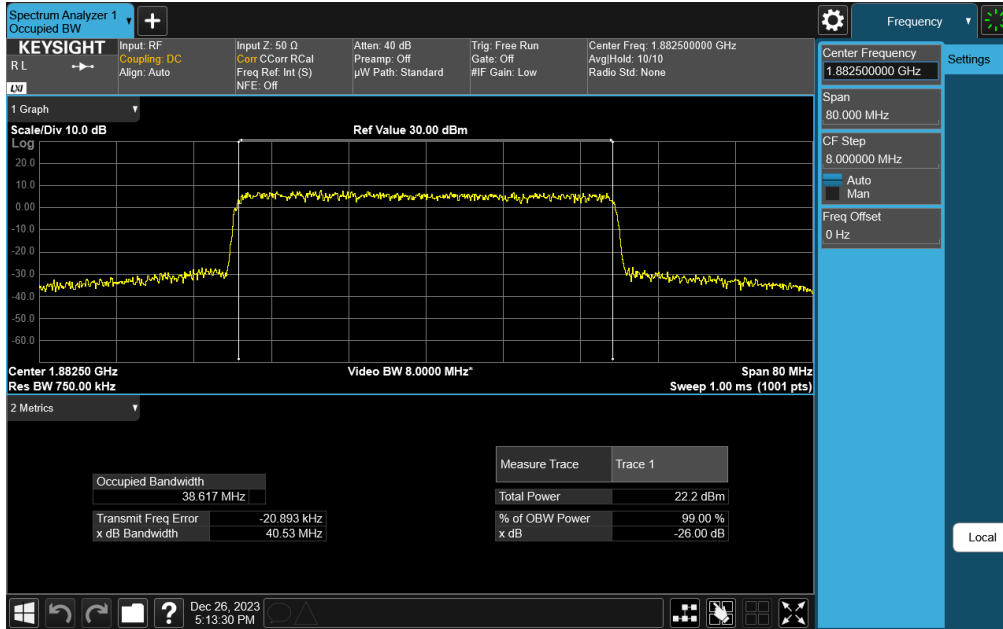 Spectrum Analyzer 1
Occupied BW
+
Frequency
KEYSIGHT
R L
LXI
Input: RF
Coupling: DC
Align: Auto
Input Z: 50 Ω
Corr CCorr RCal
Freq Ref: Int (S)
NFE: Off
Atten: 40 dB
Preamp: Off
µW Path: Standard
Trig: Free Run
Gate: Off
#IF Gain: Low
Center Freq: 1.882500000 GHz
Avg|Hold: 10/10
Radio Std: None
Center Frequency
1.882500000 GHz
Settings
Span
80.000 MHz
CF Step
8.000000 MHz
Auto
Man
Freq Offset
0 Hz
Local
1 Graph
Scale/Div 10.0 dB
Ref Value 30.00 dBm
Log
20.0
10.0
0.00
-10.0
-20.0
-30.0
-40.0
-50.0
-60.0
Center 1.88250 GHz
Video BW 8.0000 MHz*
Span 80 MHz
Res BW 750.00 kHz
Sweep 1.00 ms (1001 pts)
2 Metrics
Occupied Bandwidth
38.617 MHz
Transmit Freq Error -20.893 kHz
x dB Bandwidth 40.53 MHz
Measure Trace Trace 1
Total Power 22.2 dBm
% of OBW Power 99.00 %
x dB -26.00 dB
?
Dec 26, 2023
5:13:30 PM